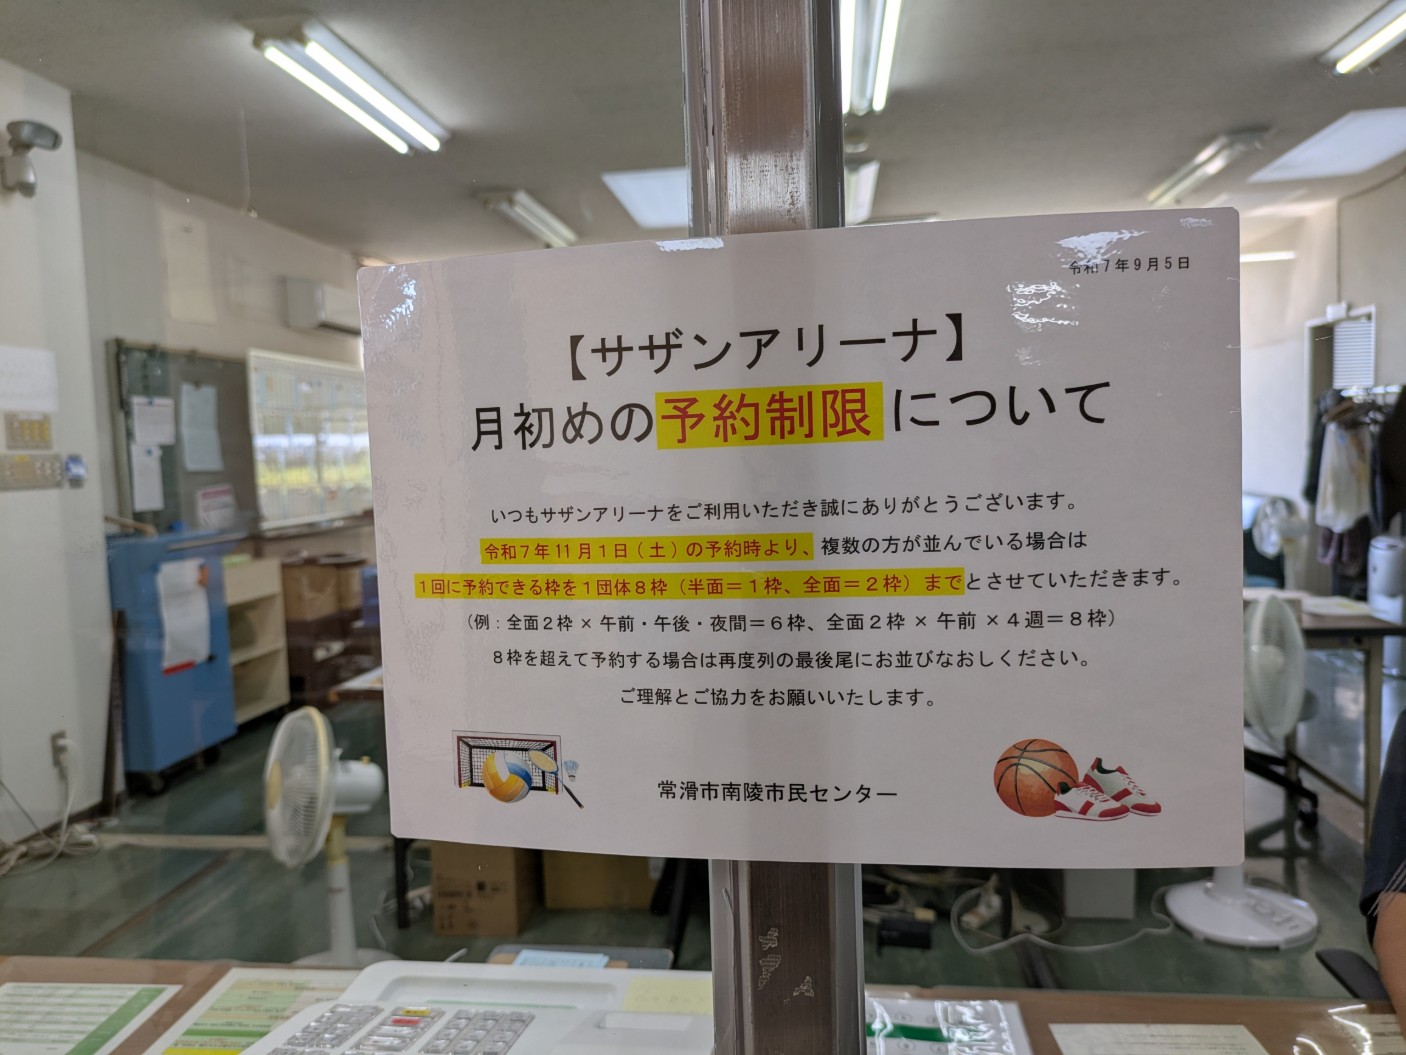 令和7年9月5日
【サザンアリーナ】
月初めの予約制限について
いつもサザンアリーナをご利用いただき誠にありがとうございます。
令和7年11月1日(土)の予約時より、複数の方が並んでいる場合は
1回に予約できる枠を1団体8枠(半面=1枠、全面=2枠)までとさせていただきます。
(例:全面2枠×午前・午後・夜間=6枠、全面2枠×午前×4週=8枠)
8枠を超えて予約する場合は再度列の最後尾にお並びなおしください。
ご理解とご協力をお願いいたします。
常滑市南陵市民センター